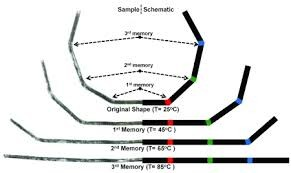 Sample Schematic
3rd memory
2nd memory
1st memory
Original Shape (T= 25°C)
1st Memory (T= 45°C )
2nd Memory (T= 65°C )
3rd Memory (T= 85°C )